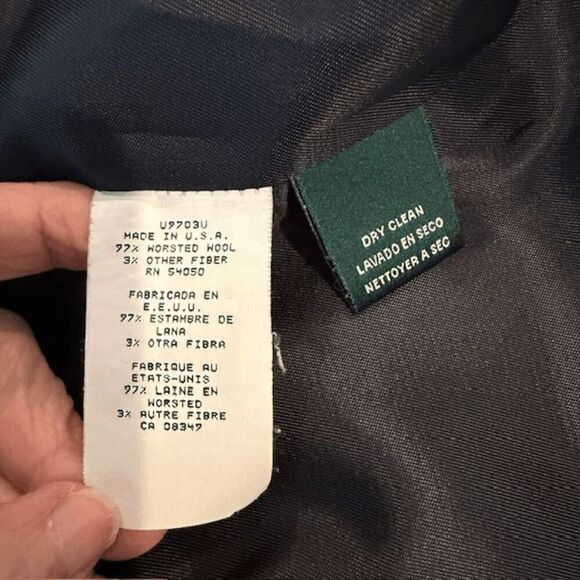 U9703U
MADE IN U.S.A.
97% WORSTED WOOL
3% OTHER FIBER
RN 54050
FABRICADA EN
E.E.U.U.
97% ESTAMBRE DE
LANA
3% OTRA FIBRA
FABRIQUE AU
ETATS-UNIS
97% LAINE EN
WORSTED
3% AUTRE FIBRE
CA 08349
DRY CLEAN
LAVADO EN SECO
NETTOYER A SEC